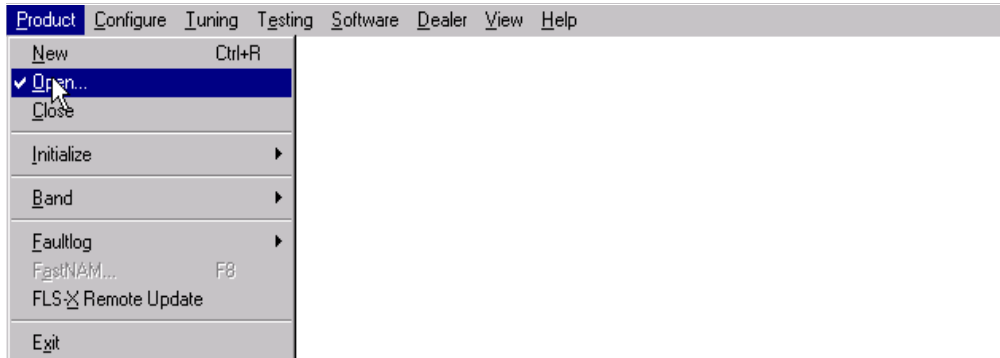 Product Configure Tuning Testing Software Dealer View Help
New Ctrl+R
Open...
Close
Initialize
Band
Faultlog
FastNAM... F8
FLS-X Remote Update
Exit